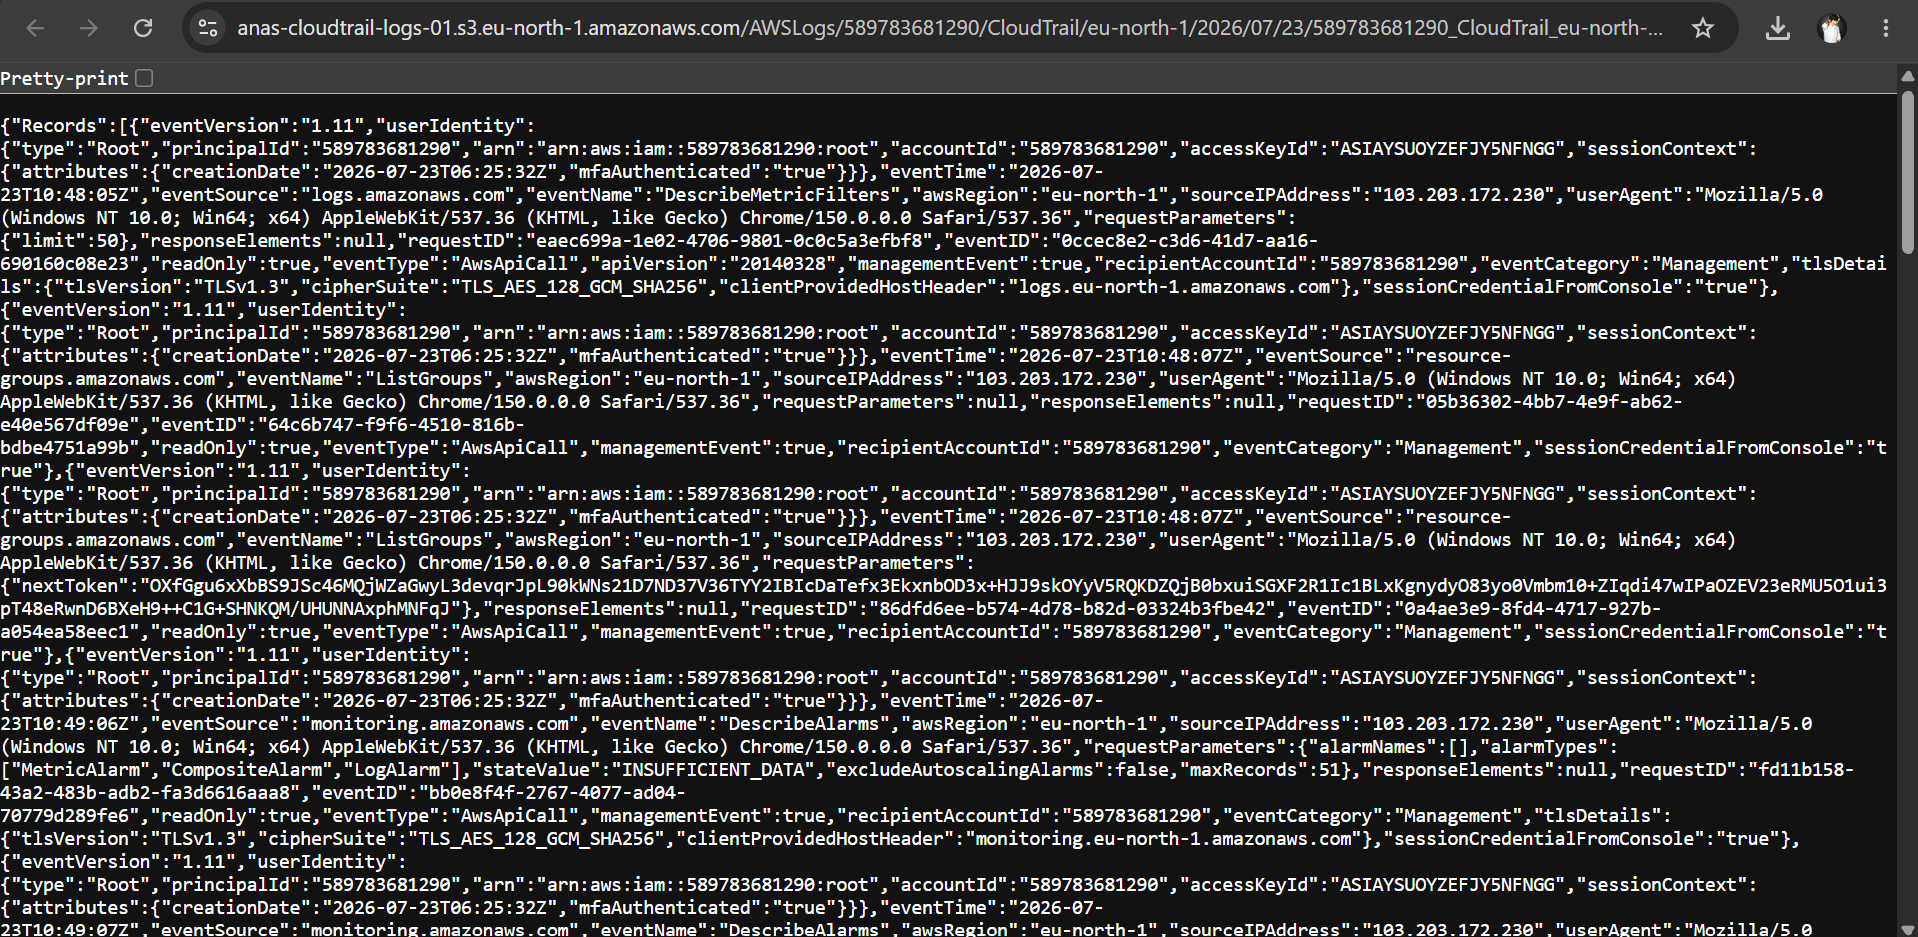 anas-cloudtrail-logs-01.s3.eu-north-1.amazonaws.com/AWSLogs/589783681290/CloudTrail/eu-north-1/2026/07/23/589783681290_CloudTrail_eu-north-...
Pretty-print
{"Records":[{"eventVersion":"1.11","userIdentity":
{"type":"Root","principalId":"589783681290","arn":"arn:aws:iam::589783681290:root","accountId":"589783681290","accessKeyId":"ASIAYSUOYZEFJY5NFNGG","sessionContext":
{"attributes":{"creationDate":"2026-07-23T06:25:32Z","mfaAuthenticated":"true"}}},"eventTime":"2026-07-
23T10:48:05Z","eventSource":"logs.amazonaws.com","eventName":"DescribeMetricFilters","awsRegion":"eu-north-1","sourceIPAddress":"103.203.172.230","userAgent":"Mozilla/5.0
(Windows NT 10.0; Win64; x64) AppleWebKit/537.36 (KHTML, like Gecko) Chrome/150.0.0.0 Safari/537.36","requestParameters":
{"limit":50},"responseElements":null,"requestID":"eaec699a-1e02-4706-9801-0c0c5a3efbf8","eventID":"0ccec8e2-c3d6-41d7-aa16-
690160c08e23","readOnly":true,"eventType":"AwsApiCall","apiVersion":"20140328","managementEvent":true,"recipientAccountId":"589783681290","eventCategory":"Management","tlsDetai
ls":{"tlsVersion":"TLSv1.3","cipherSuite":"TLS_AES_128_GCM_SHA256","clientProvidedHostHeader":"logs.eu-north-1.amazonaws.com"},"sessionCredentialFromConsole":"true"},
{"eventVersion":"1.11","userIdentity":
{"type":"Root","principalId":"589783681290","arn":"arn:aws:iam::589783681290:root","accountId":"589783681290","accessKeyId":"ASIAYSUOYZEFJY5NFNGG","sessionContext":
{"attributes":{"creationDate":"2026-07-23T06:25:32Z","mfaAuthenticated":"true"}}},"eventTime":"2026-07-23T10:48:07Z","eventSource":"resource-
groups.amazonaws.com","eventName":"ListGroups","awsRegion":"eu-north-1","sourceIPAddress":"103.203.172.230","userAgent":"Mozilla/5.0 (Windows NT 10.0; Win64; x64)
AppleWebKit/537.36 (KHTML, like Gecko) Chrome/150.0.0.0 Safari/537.36","requestParameters":null,"responseElements":null,"requestID":"05b36302-4bb7-4e9f-ab62-
e40e567df09e","eventID":"64c6b747-f9f6-4510-816b-
bdbe4751a99b","readOnly":true,"eventType":"AwsApiCall","managementEvent":true,"recipientAccountId":"589783681290","eventCategory":"Management","sessionCredentialFromConsole":"t
rue"},{"eventVersion":"1.11","userIdentity":
{"type":"Root","principalId":"589783681290","arn":"arn:aws:iam::589783681290:root","accountId":"589783681290","accessKeyId":"ASIAYSUOYZEFJY5NFNGG","sessionContext":
{"attributes":{"creationDate":"2026-07-23T06:25:32Z","mfaAuthenticated":"true"}}},"eventTime":"2026-07-23T10:48:07Z","eventSource":"resource-
groups.amazonaws.com","eventName":"ListGroups","awsRegion":"eu-north-1","sourceIPAddress":"103.203.172.230","userAgent":"Mozilla/5.0 (Windows NT 10.0; Win64; x64)
AppleWebKit/537.36 (KHTML, like Gecko) Chrome/150.0.0.0 Safari/537.36","requestParameters":
{"nextToken":"OXfGgu6xXbBS9JSc46MQjWZaGwyL3devqrJpL90kWNs21D7ND37V36TYY2IBIcDaTefx3EkxnbOD3x+HJJ9skOYyV5RQKDZQjB0bxuiSGXF2R1Ic1BLxKgnydyO83yo0Vmbm10+ZIqdi47wIPaOZEV23eRMU5O1ui3
pT48eRwnD6BXeH9++C1G+SHNKQM/UHUNNAxphMNFqJ"},"responseElements":null,"requestID":"86dfd6ee-b574-4d78-b82d-03324b3fbe42","eventID":"0a4ae3e9-8fd4-4717-927b-
a054ea58eec1","readOnly":true,"eventType":"AwsApiCall","managementEvent":true,"recipientAccountId":"589783681290","eventCategory":"Management","sessionCredentialFromConsole":"t
rue"},{"eventVersion":"1.11","userIdentity":
{"type":"Root","principalId":"589783681290","arn":"arn:aws:iam::589783681290:root","accountId":"589783681290","accessKeyId":"ASIAYSUOYZEFJY5NFNGG","sessionContext":
{"attributes":{"creationDate":"2026-07-23T06:25:32Z","mfaAuthenticated":"true"}}},"eventTime":"2026-07-
23T10:49:06Z","eventSource":"monitoring.amazonaws.com","eventName":"DescribeAlarms","awsRegion":"eu-north-1","sourceIPAddress":"103.203.172.230","userAgent":"Mozilla/5.0
(Windows NT 10.0; Win64; x64) AppleWebKit/537.36 (KHTML, like Gecko) Chrome/150.0.0.0 Safari/537.36","requestParameters":{"alarmNames":[],"alarmTypes":
["MetricAlarm","CompositeAlarm","LogAlarm"],"stateValue":"INSUFFICIENT_DATA","excludeAutoscalingAlarms":false,"maxRecords":51},"responseElements":null,"requestID":"fd11b158-
43a2-483b-adb2-fa3d6616aaa8","eventID":"bb0e8f4f-2767-4077-ad04-
70779d289fe6","readOnly":true,"eventType":"AwsApiCall","managementEvent":true,"recipientAccountId":"589783681290","eventCategory":"Management","tlsDetails":
{"tlsVersion":"TLSv1.3","cipherSuite":"TLS_AES_128_GCM_SHA256","clientProvidedHostHeader":"monitoring.eu-north-1.amazonaws.com"},"sessionCredentialFromConsole":"true"},
{"eventVersion":"1.11","userIdentity":
{"type":"Root","principalId":"589783681290","arn":"arn:aws:iam::589783681290:root","accountId":"589783681290","accessKeyId":"ASIAYSUOYZEFJY5NFNGG","sessionContext":
{"attributes":{"creationDate":"2026-07-23T06:25:32Z","mfaAuthenticated":"true"}}},"eventTime":"2026-07-
23T10:49:07Z","eventSource":"monitoring.amazonaws.com","eventName":"DescribeAlarms","awsRegion":"eu-north-1","sourceIPAddress":"103.203.172.230","userAgent":"Mozilla/5.0